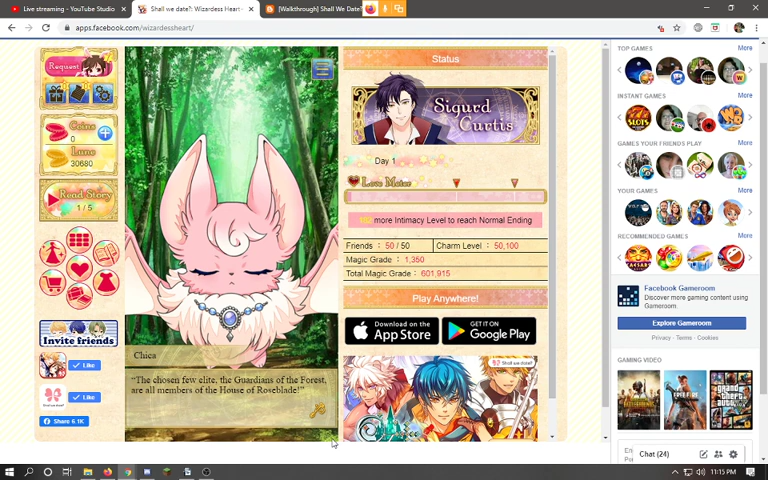 Live streaming - YouTube Studio
Shall we date?: Wizardess Heart -
[Walkthrough] Shall We Date?
apps.facebook.com/wizardessheart/
Request
Coins
0
Lune
30680
Read Story
1 / 5
Invite friends
Like
Like
Share 6.1K
Chica
“The chosen few elite, the Guardians of the Forest,
are all members of the House of Roseblade!”
Status
Sigurd
Curtis
Day 1
Love Meter
more Intimacy Level to reach Normal Ending
Friends : 50 / 50
Charm Level : 50,100
Magic Grade : 1,350
Total Magic Grade : 601,915
Play Anywhere!
Download on the
App Store
GET IT ON
Google Play
Shall we date?
TOP GAMES
More
INSTANT GAMES
More
GAMES YOUR FRIENDS PLAY
More
YOUR GAMES
More
RECOMMENDED GAMES
More
Facebook Gameroom
Discover more gaming content using
Gameroom.
Explore Gameroom
Privacy · Terms · Cookies
GAMING VIDEO
Chat (24)
11:15 PM